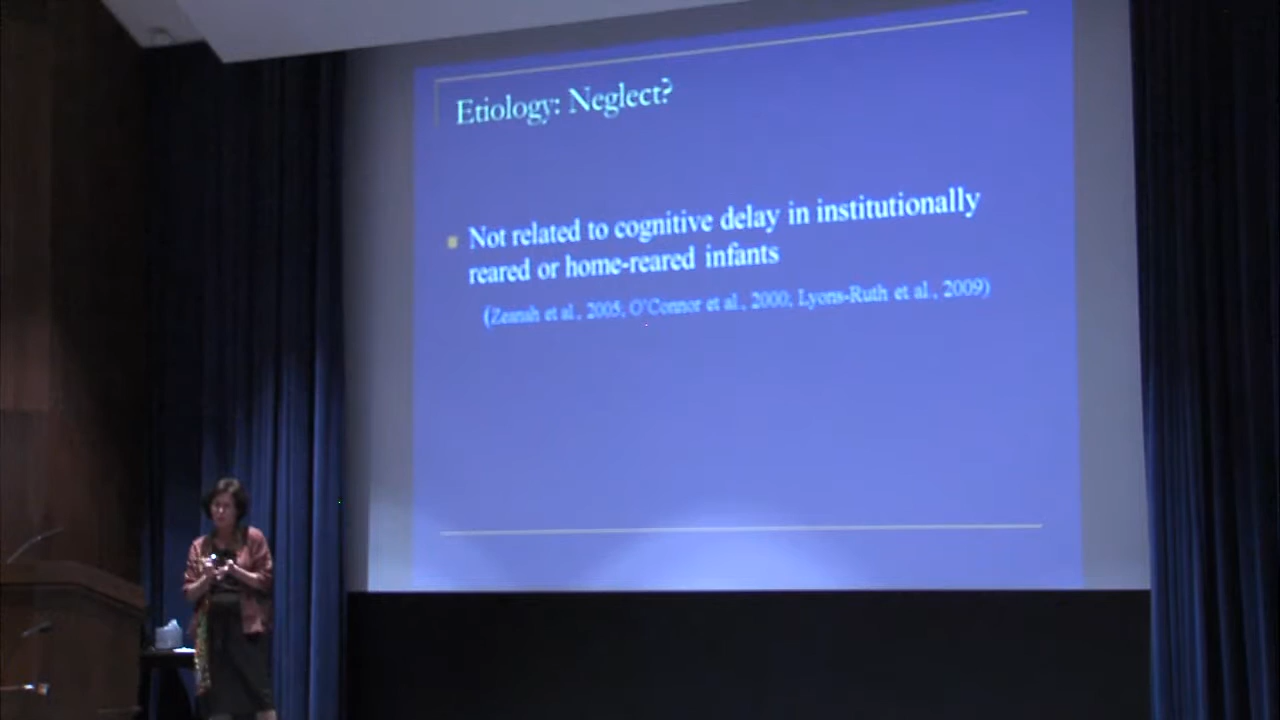 Etiology: Neglect?
Not related to cognitive delay in institutionally
reared or home-reared infants
(Zeanah et al., 2005; O'Connor et al., 2000; Lyons-Ruth et al., 2009)